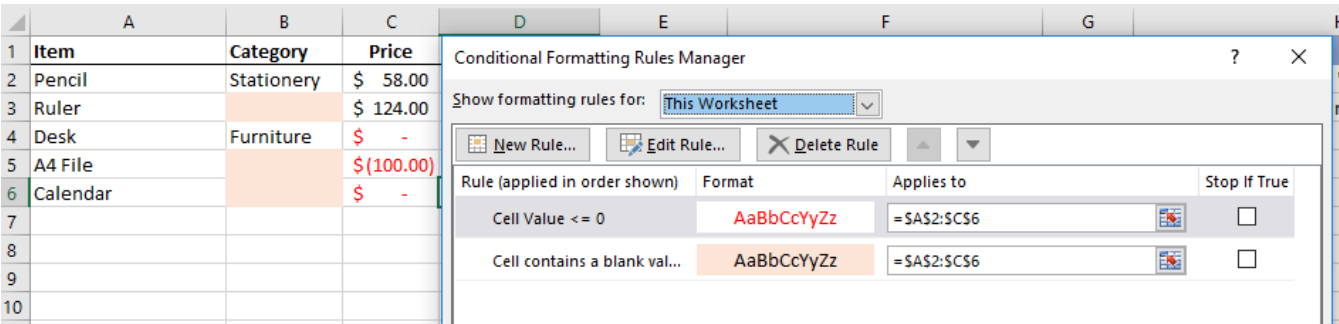 A B C D E F G
1 Item Category Price
2 Pencil Stationery $ 58.00
3 Ruler $ 124.00
4 Desk Furniture $ -
5 A4 File $(100.00)
6 Calendar $ -
7
8
9
10
Conditional Formatting Rules Manager ?
Show formatting rules for: This Worksheet
New Rule... Edit Rule... Delete Rule
Rule (applied in order shown) Format Applies to Stop If True
Cell Value <= 0 AaBbCcYyZz =$A$2:$C$6
Cell contains a blank val... AaBbCcYyZz =$A$2:$C$6